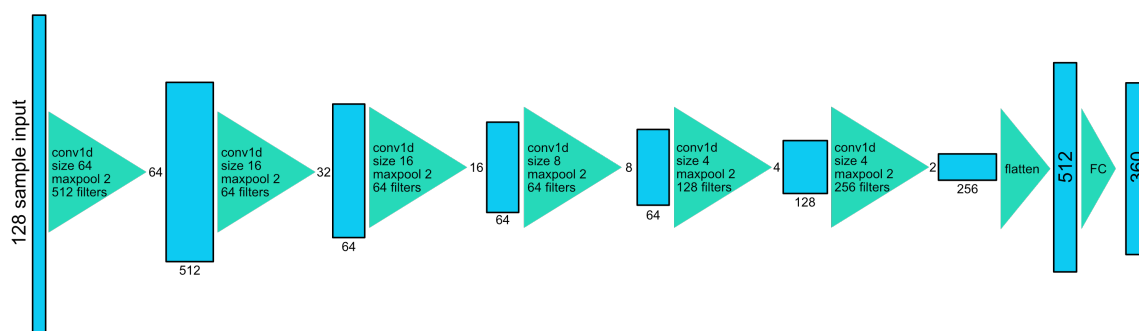 128 sample input
conv1d
size 64
maxpool 2
512 filters
64
512
conv1d
size 16
maxpool 2
64 filters
32
64
conv1d
size 16
maxpool 2
64 filters
16
64
conv1d
size 8
maxpool 2
64 filters
8
64
conv1d
size 4
maxpool 2
128 filters
4
128
conv1d
size 4
maxpool 2
256 filters
2
256
flatten
512
FC
360